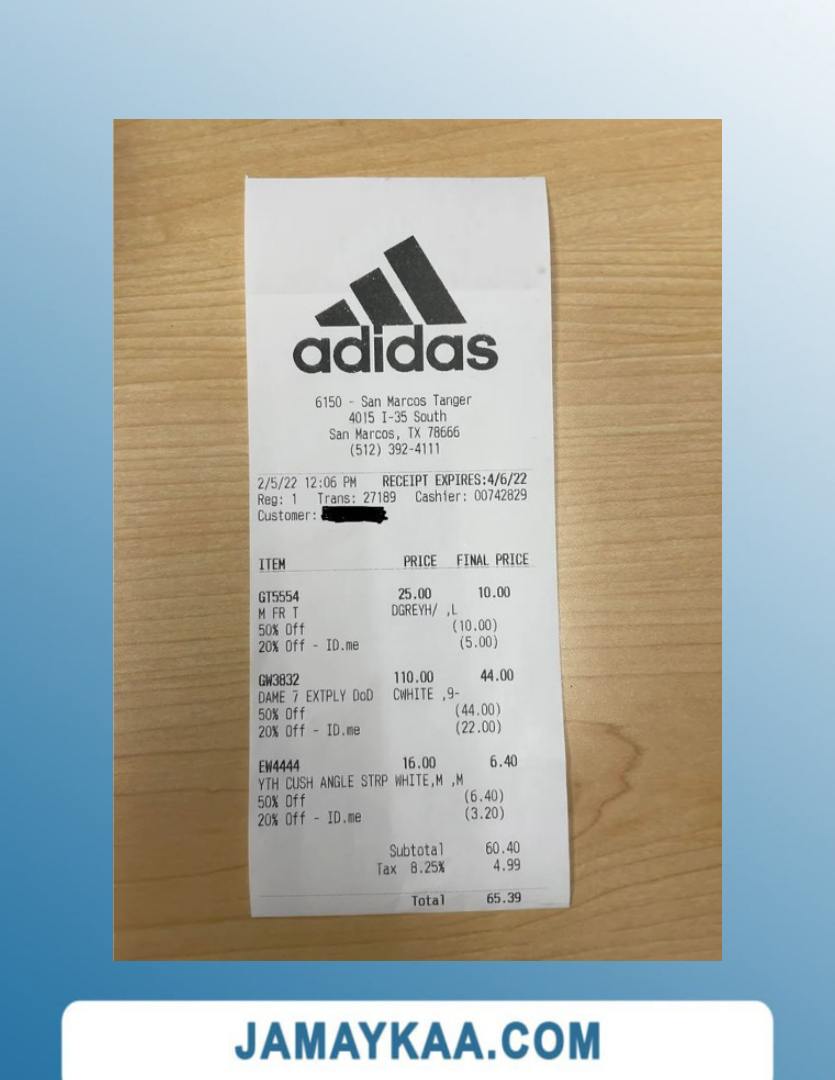 adidas
6150 - San Marcos Tanger
4015 I-35 South
San Marcos, TX 78666
(512) 392-4111
2/5/22 12:06 PM RECEIPT EXPIRES:4/6/22
Reg: 1 Trans: 27189 Cashier: 00742829
Customer:
ITEM PRICE FINAL PRICE
GT5554 25.00 10.00
M FR T DGREYH/ ,L
50% Off (10.00)
20% Off - ID.me (5.00)
GW3832 110.00 44.00
DAME 7 EXTPLY DoD CWHITE ,9-
50% Off (44.00)
20% Off - ID.me (22.00)
EW4444 16.00 6.40
YTH CUSH ANGLE STRP WHITE,M ,M
50% Off (6.40)
20% Off - ID.me (3.20)
Subtotal 60.40
Tax 8.25% 4.99
Total 65.39
JAMAYKAA.COM